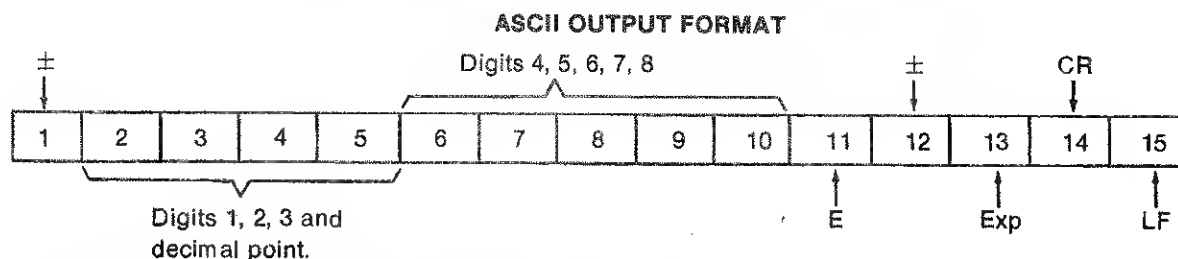 ASCII OUTPUT FORMAT
± Digits 4, 5, 6, 7, 8 ± CR
1 2 3 4 5 6 7 8 9 10 11 12 13 14 15
Digits 1, 2, 3 and E Exp LF
decimal point.